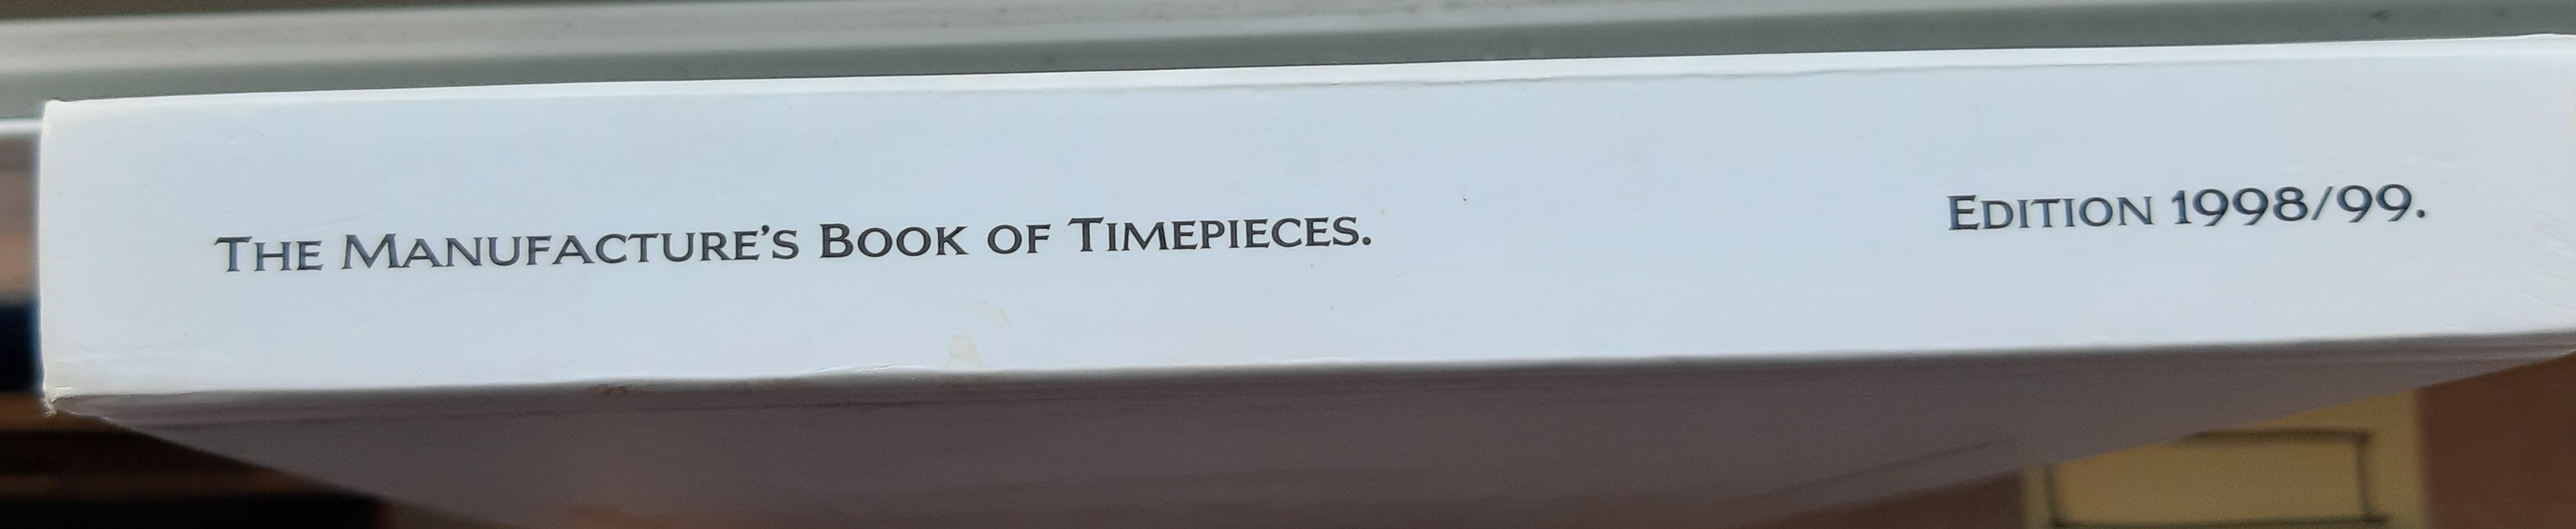 The Manufacture's Book of Timepieces.
Edition 1998/99.